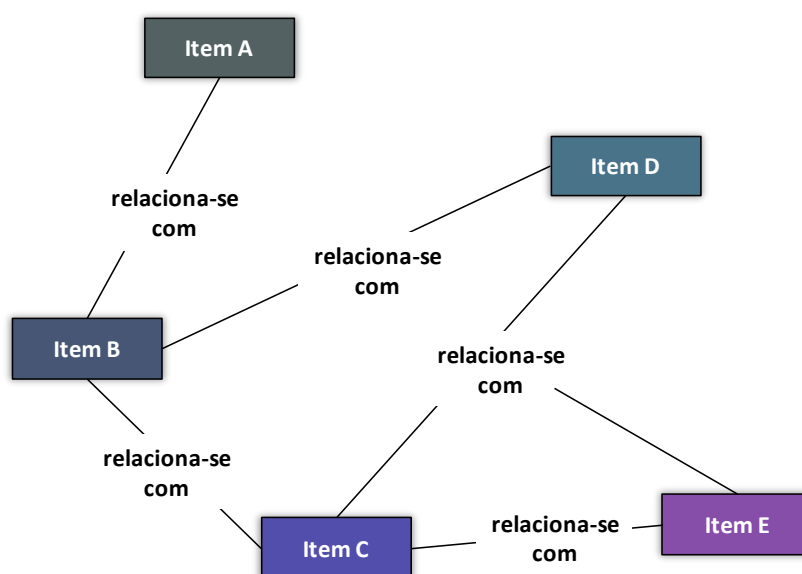 Item A
Item D
relaciona-se
com
relaciona-se
com
Item B
relaciona-se
com
relaciona-se
com
Item C
relaciona-se
com
Item E